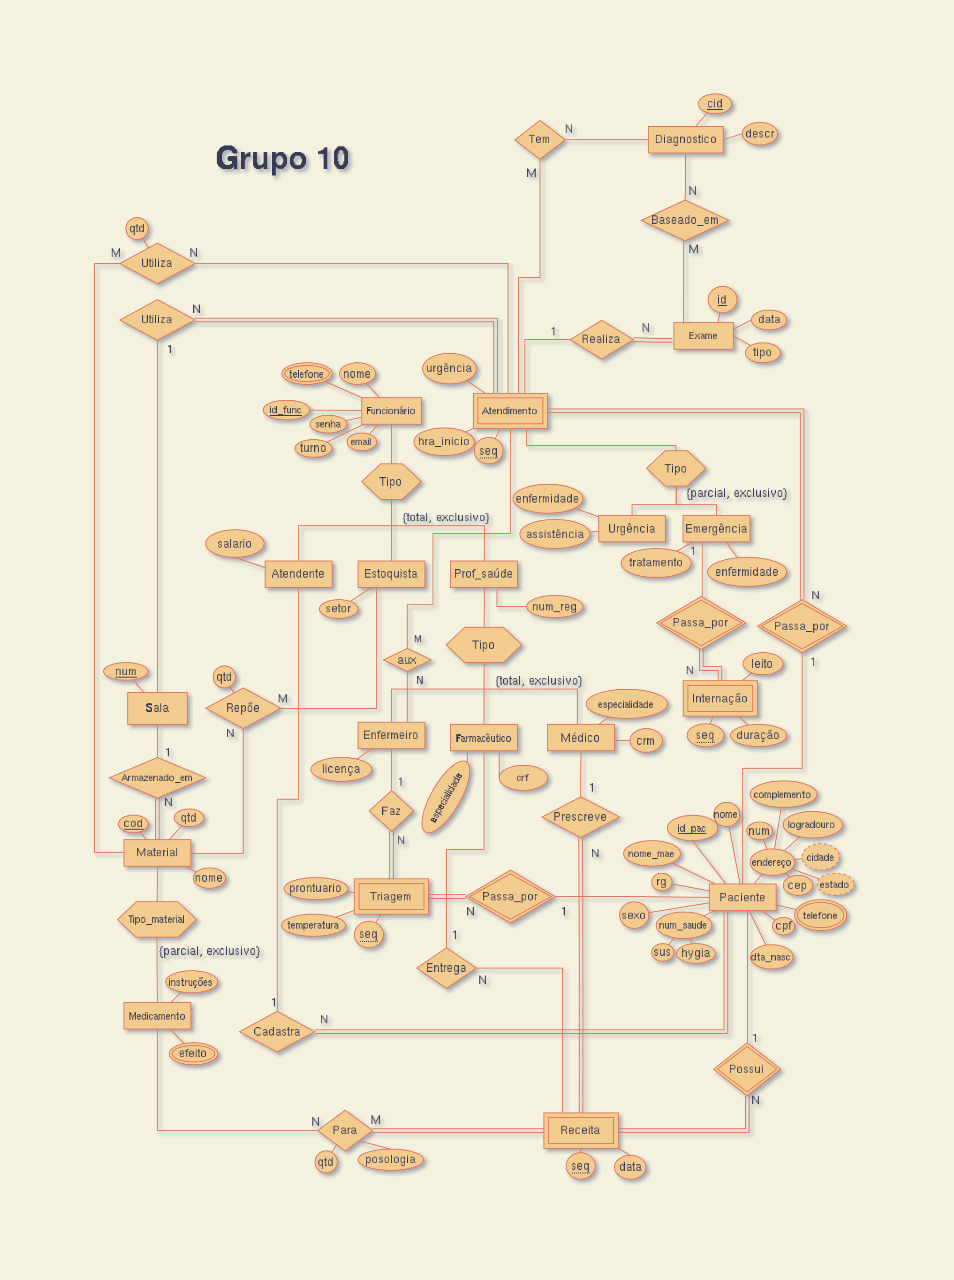 cid
Tem
N
Diagnostico
descr
Grupo 10
M
N
Baseado_em
qtd
M
N
M
Utiliza
id
N
Utiliza
1
Realiza
N
data
Exame
1
tipo
urgência
telefone
nome
id_func
Funcionário
Atendimento
senha
turno
email
hra_inicio
seq
Tipo
Tipo
{parcial, exclusivo}
enfermidade
{total, exclusivo}
Urgência
Emergência
assistência
salario
1
tratamento
enfermidade
Atendente
Estoquista
Prof_saúde
setor
num_reg
N
Passa_por
Passa_por
M
Tipo
aux
1
num
qtd
N
{total, exclusivo}
N
leito
M
Internação
Sala
Repõe
especialidade
N
Enfermeiro
Farmacêutico
Médico
crm
seq
duração
1
licença
Armazenado_em
especialidade
crf
1
N
complemento
cod
qtd
Faz
Prescreve
nome
id_pac
num
logradouro
N
N
Material
nome_mae
endereço
cidade
nome
rg
cep
estado
prontuario
Triagem
Passa_por
Paciente
N
1
sexo
telefone
Tipo_material
temperatura
seq
num_saude
cpf
1
{parcial, exclusivo}
sus
hygia
dta_nasc
Entrega
N
instruções
1
Medicamento
N
Cadastra
1
efeito
Possui
N
N
M
Para
Receita
qtd
posologia
seq
data